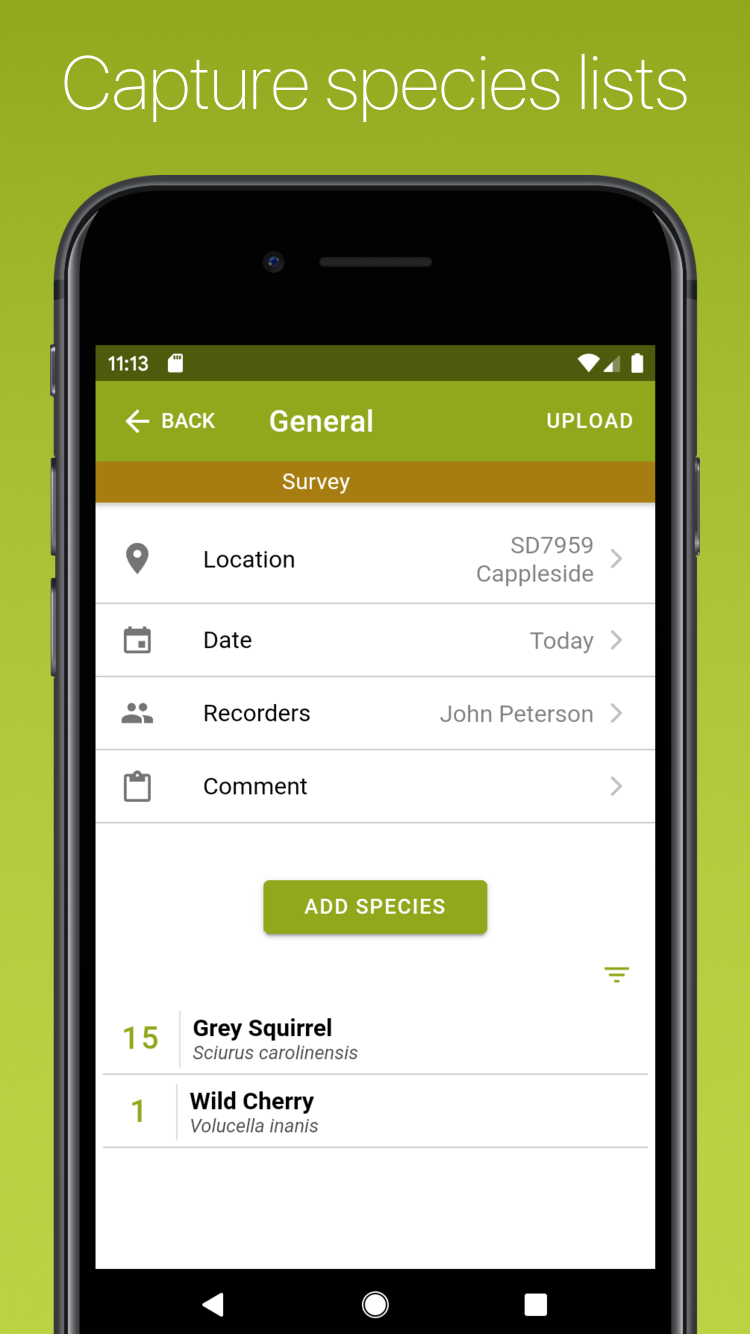 Capture species lists
11:13
BACK General UPLOAD
Survey
Location SD7959
Cappleside
Date Today
Recorders John Peterson
Comment
ADD SPECIES
15 Grey Squirrel
Sciurus carolinensis
1 Wild Cherry
Volucella inanis